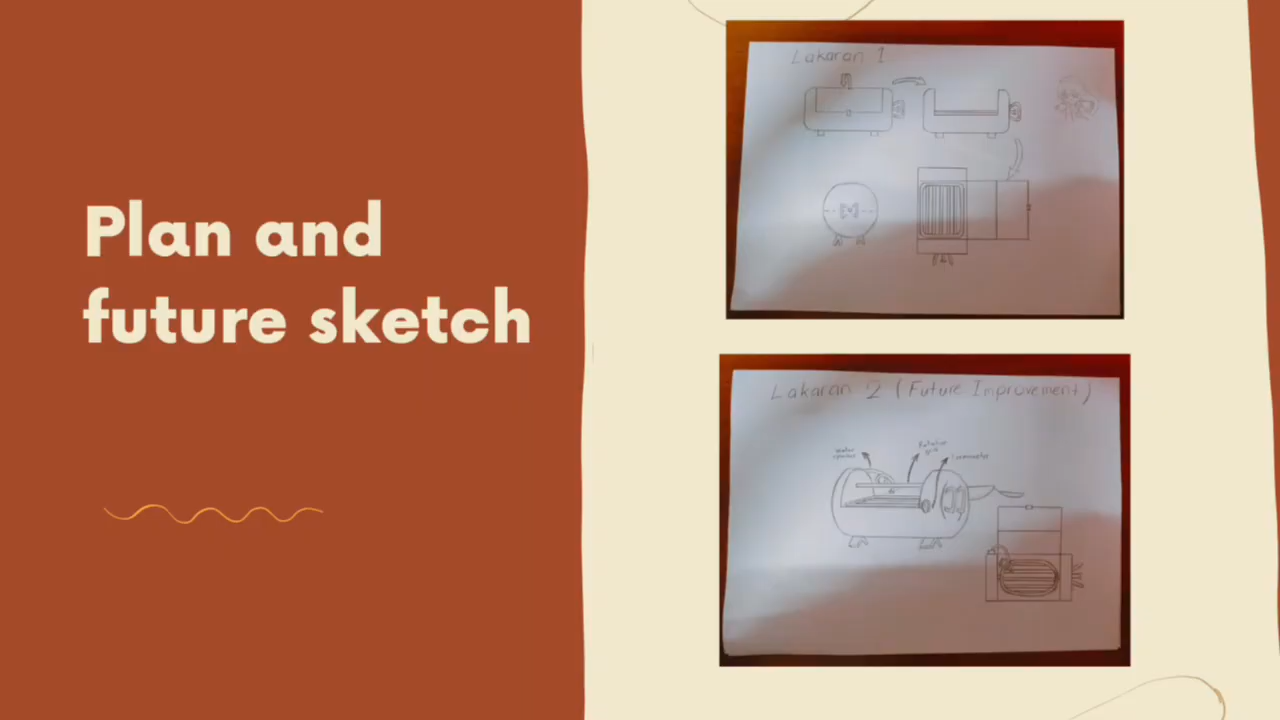 Plan and
future sketch
Lakaran 1
Lakaran 2 (Future Improvement)